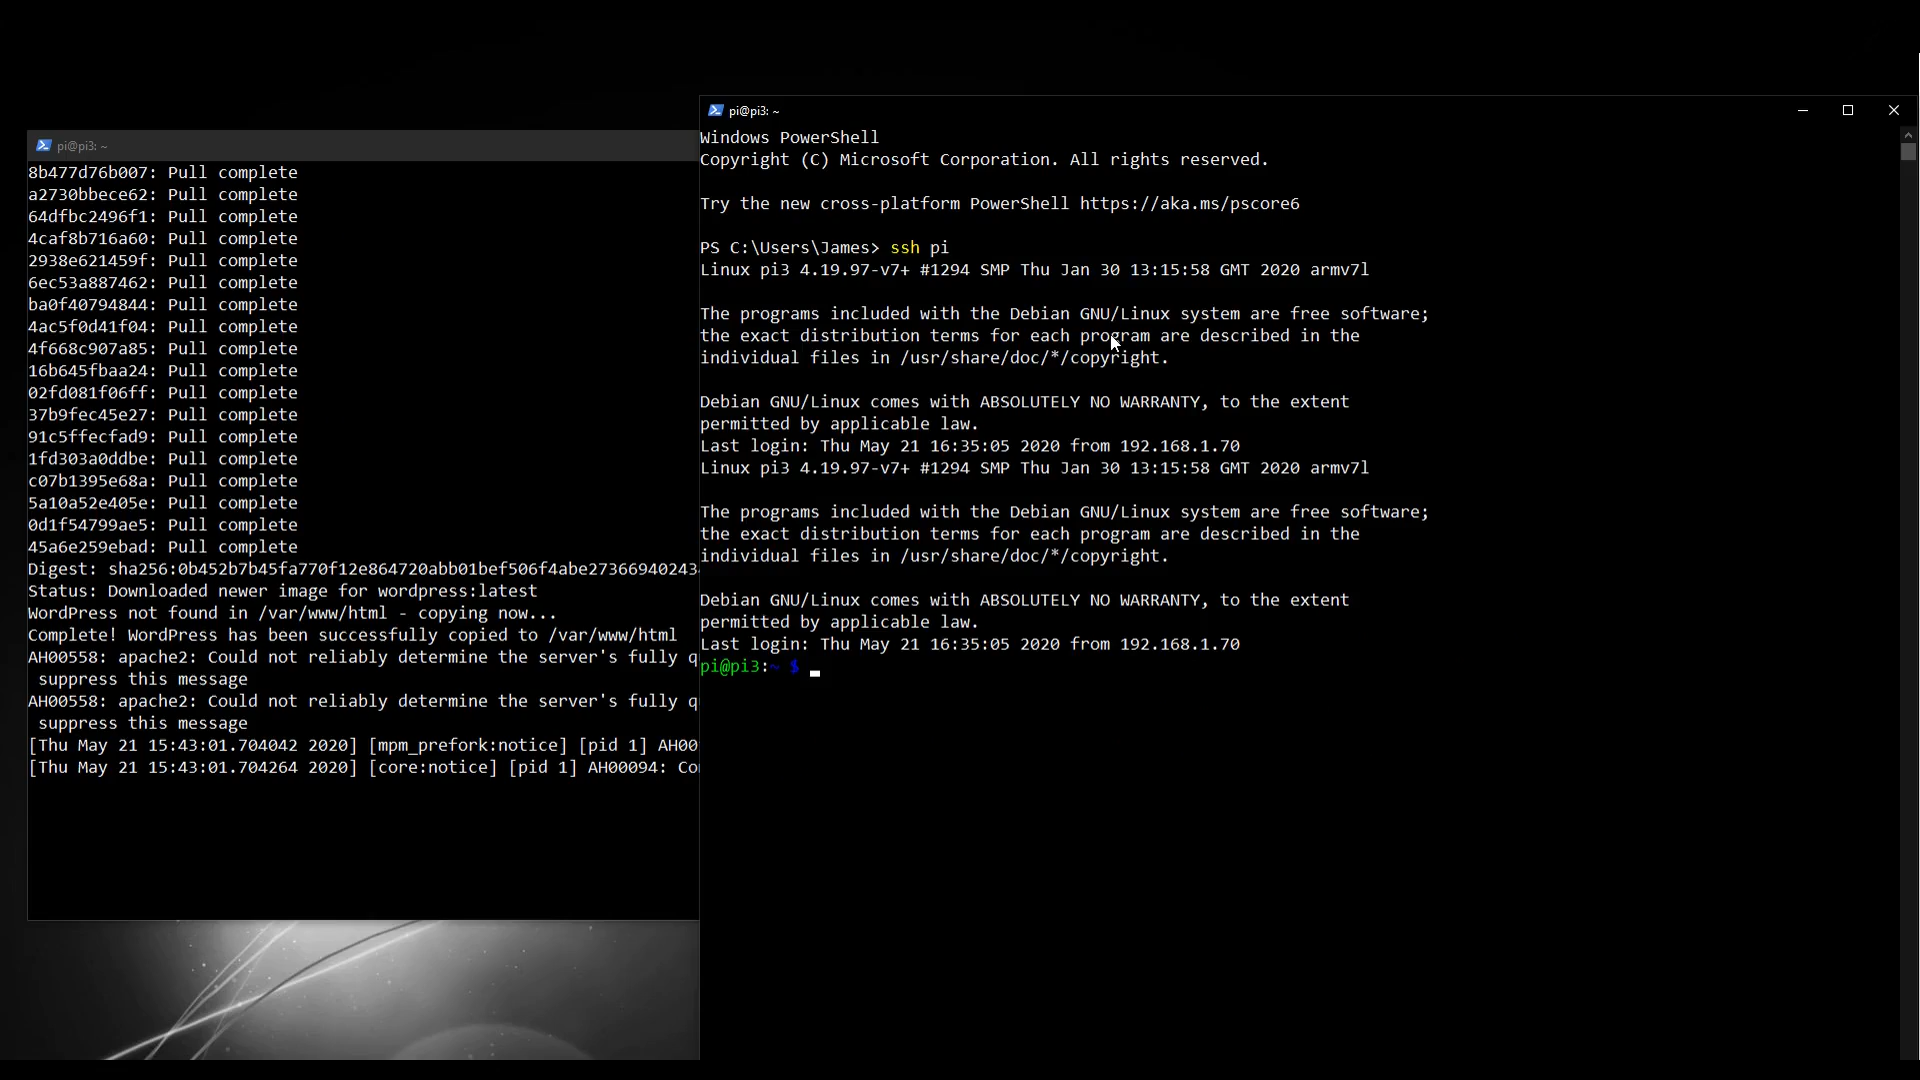 pi@pi3: ~
8b477d76b007: Pull complete
a2730bbece62: Pull complete
64dfbc2496f1: Pull complete
4caf8b716a60: Pull complete
2938e621459f: Pull complete
6ec53a887462: Pull complete
ba0f40794844: Pull complete
4ac5f0d41f04: Pull complete
4f668c907a85: Pull complete
16b645fbaa24: Pull complete
02fd081f06ff: Pull complete
37b9fec45e27: Pull complete
91c5ffecfad9: Pull complete
1fd303a0ddbe: Pull complete
c07b1395e68a: Pull complete
5a10a52e405e: Pull complete
0d1f54799ae5: Pull complete
45a6e259ebad: Pull complete
Digest: sha256:0b452b7b45fa770f12e864720abb01bef506f4abe27366940243
Status: Downloaded newer image for wordpress:latest
WordPress not found in /var/www/html - copying now...
Complete! WordPress has been successfully copied to /var/www/html
AH00558: apache2: Could not reliably determine the server's fully q
suppress this message
AH00558: apache2: Could not reliably determine the server's fully q
suppress this message
[Thu May 21 15:43:01.704042 2020] [mpm_prefork:notice] [pid 1] AH00
[Thu May 21 15:43:01.704264 2020] [core:notice] [pid 1] AH00094: Co
pi@pi3: ~
Windows PowerShell
Copyright (C) Microsoft Corporation. All rights reserved.
Try the new cross-platform PowerShell https://aka.ms/pscore6
PS C:\Users\James> ssh pi
Linux pi3 4.19.97-v7+ #1294 SMP Thu Jan 30 13:15:58 GMT 2020 armv7l
The programs included with the Debian GNU/Linux system are free software;
the exact distribution terms for each program are described in the
individual files in /usr/share/doc/*/copyright.
Debian GNU/Linux comes with ABSOLUTELY NO WARRANTY, to the extent
permitted by applicable law.
Last login: Thu May 21 16:35:05 2020 from 192.168.1.70
Linux pi3 4.19.97-v7+ #1294 SMP Thu Jan 30 13:15:58 GMT 2020 armv7l
The programs included with the Debian GNU/Linux system are free software;
the exact distribution terms for each program are described in the
individual files in /usr/share/doc/*/copyright.
Debian GNU/Linux comes with ABSOLUTELY NO WARRANTY, to the extent
permitted by applicable law.
Last login: Thu May 21 16:35:05 2020 from 192.168.1.70
pi@pi3:~ $